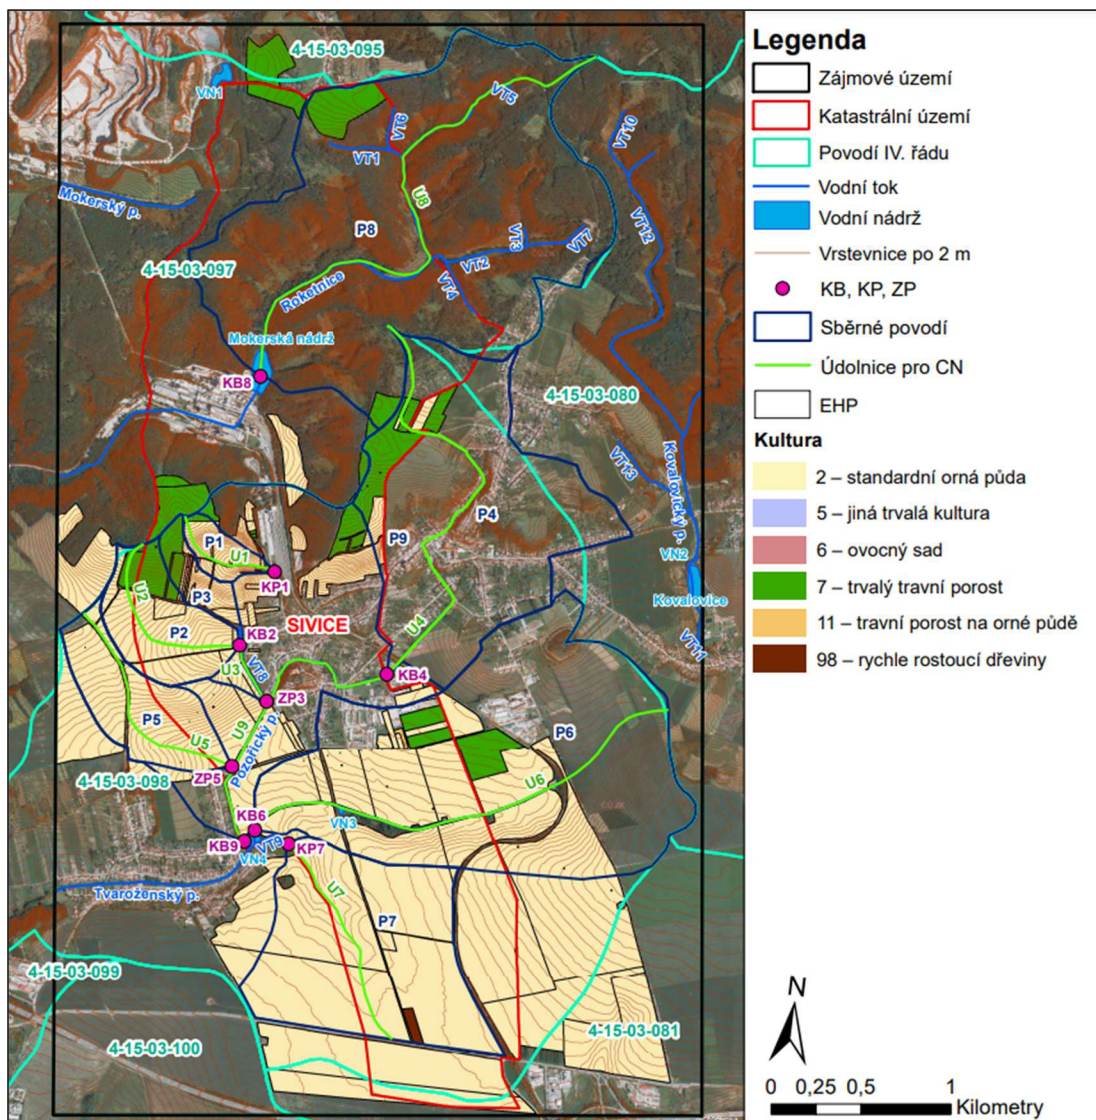 4-15-03-095
VN1
VT5
VT6
VT1
VT10
Mokerský p.
U8
P8
VT12
VT3
VT7
VT2
4-15-03-097
Roketnice
VT4
Mokerská nádrž
KB8
4-15-03-080
Kovalovický p.
VT13
P4
P1
U1
P9
VN2
KP1
U2
P3
Kovalovice
SIVICE
U4
P2
KB2
VT11
U3
VT8
KB4
ZP3
P5
U9
P6
U5
Pozořický p.
ZP5
4-15-03-098
U6
KB6
VN3
KB9
VT9
KP7
VN4
Tvaroženský p.
U7
P7
4-15-03-099
4-15-03-100
4-15-03-081
Legenda
Zájmové území
Katastrální území
Povodí IV. řádu
Vodní tok
Vodní nádrž
Vrstevnice po 2 m
KB, KP, ZP
Sběrné povodí
Údolnice pro CN
EHP
Kultura
2 – standardní orná půda
5 – jiná trvalá kultura
6 – ovocný sad
7 – trvalý travní porost
11 – travní porost na orné půdě
98 – rychle rostoucí dřeviny
N
0 0,25 0,5 1
Kilometry